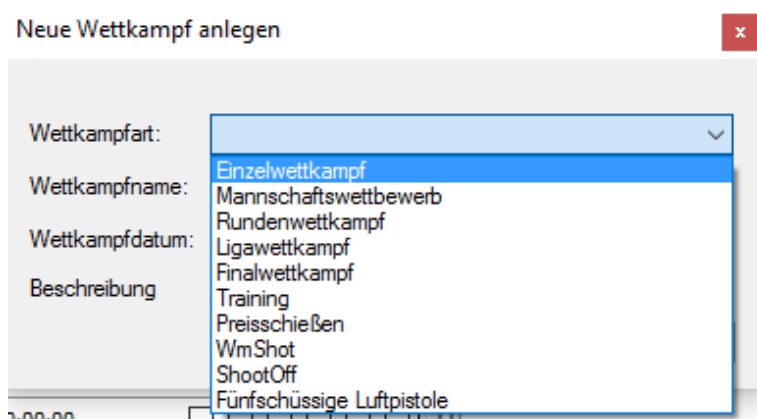 Neue Wettkampf anlegen
x
Wettkampfart:
Einzelwettkampf
Wettkampfname:
Mannschaftswettbewerb
Rundenwettkampf
Wettkampfdatum:
Ligawettkampf
Finalwettkampf
Beschreibung
Training
Preisschießen
WmShot
ShootOff
Fünfschüssige Luftpistole